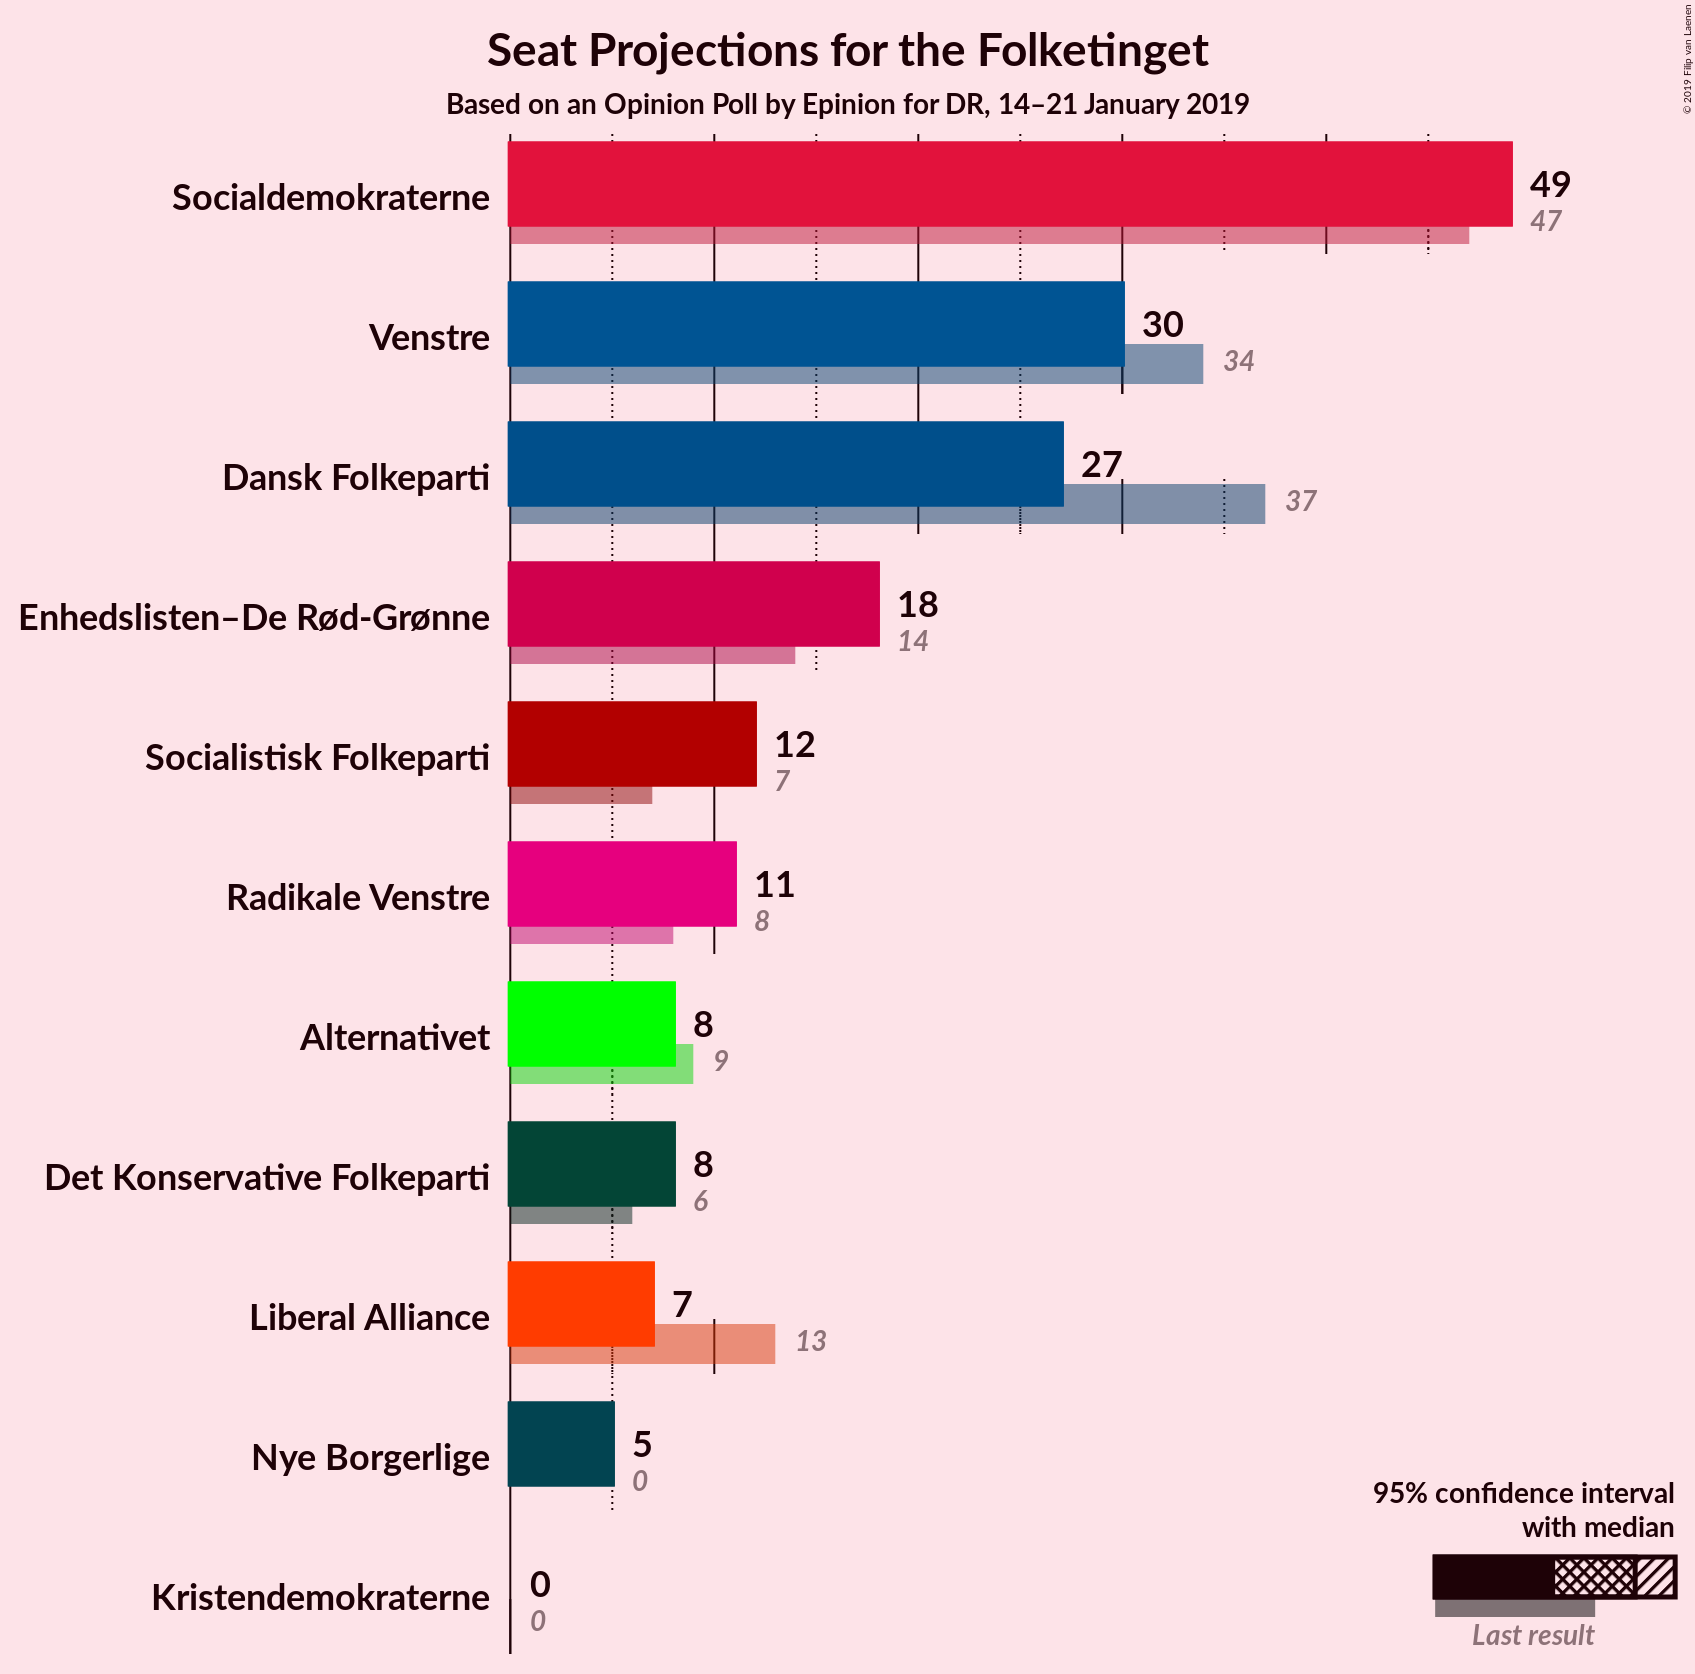 Seat Projections for the Folketinget
Based on an Opinion Poll by Epinion for DR, 14–21 January 2019
© 2019 Filip van Laenen
Socialdemokraterne
49
47
Venstre
30
34
Dansk Folkeparti
27
37
Enhedslisten–De Rød-Grønne
18
14
Socialistisk Folkeparti
12
7
Radikale Venstre
11
8
Alternativet
8
9
Det Konservative Folkeparti
8
6
Liberal Alliance
7
13
Nye Borgerlige
5
0
Kristendemokraterne
0
0
95% confidence interval
with median
Last result